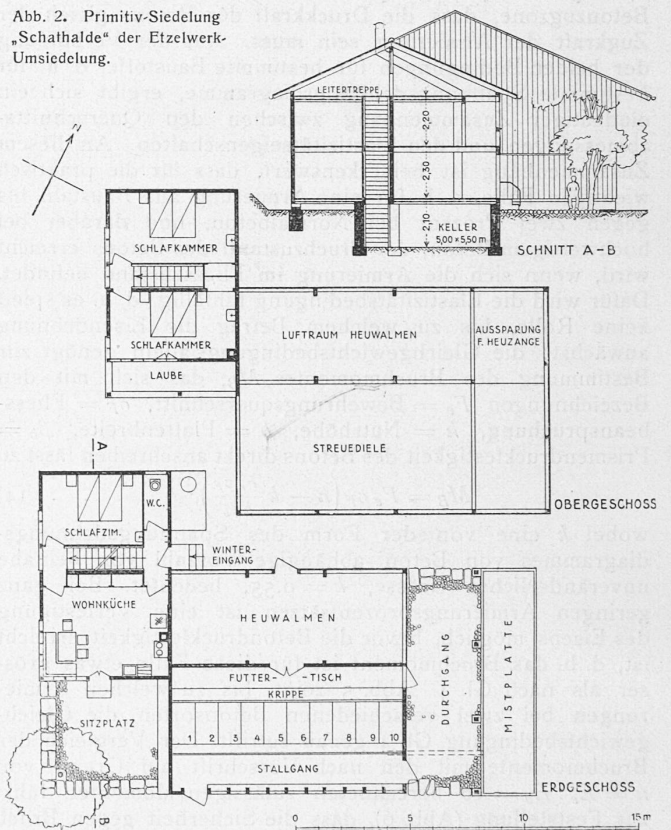 Abb. 2. Primitiv-Siedelung
„Schathalde“ der Etzelwerk-
Umsiedelung.
LEITERTREPPE
2,20
2,30
2,10
KELLER
5,00 x 5,50 m
SCHNITT A-B
SCHLAFKAMMER
SCHLAFKAMMER
LAUBE
LUFTRAUM HEUWALMEN
AUSSPARUNG
F. HEUZANGE
STREUEDIELE
OBERGESCHOSS
A
W.C.
SCHLAFZIM.
WINTER-
EINGANG
WOHNKÜCHE
HEUWALMEN
FUTTER-TISCH
KRIPPE
1 2 3 4 5 6 7 8 9 10
STALLGANG
SITZPLATZ
DURCHGANG
MISTPLATTE
B
ERDGESCHOSS
0 5 10 15 m